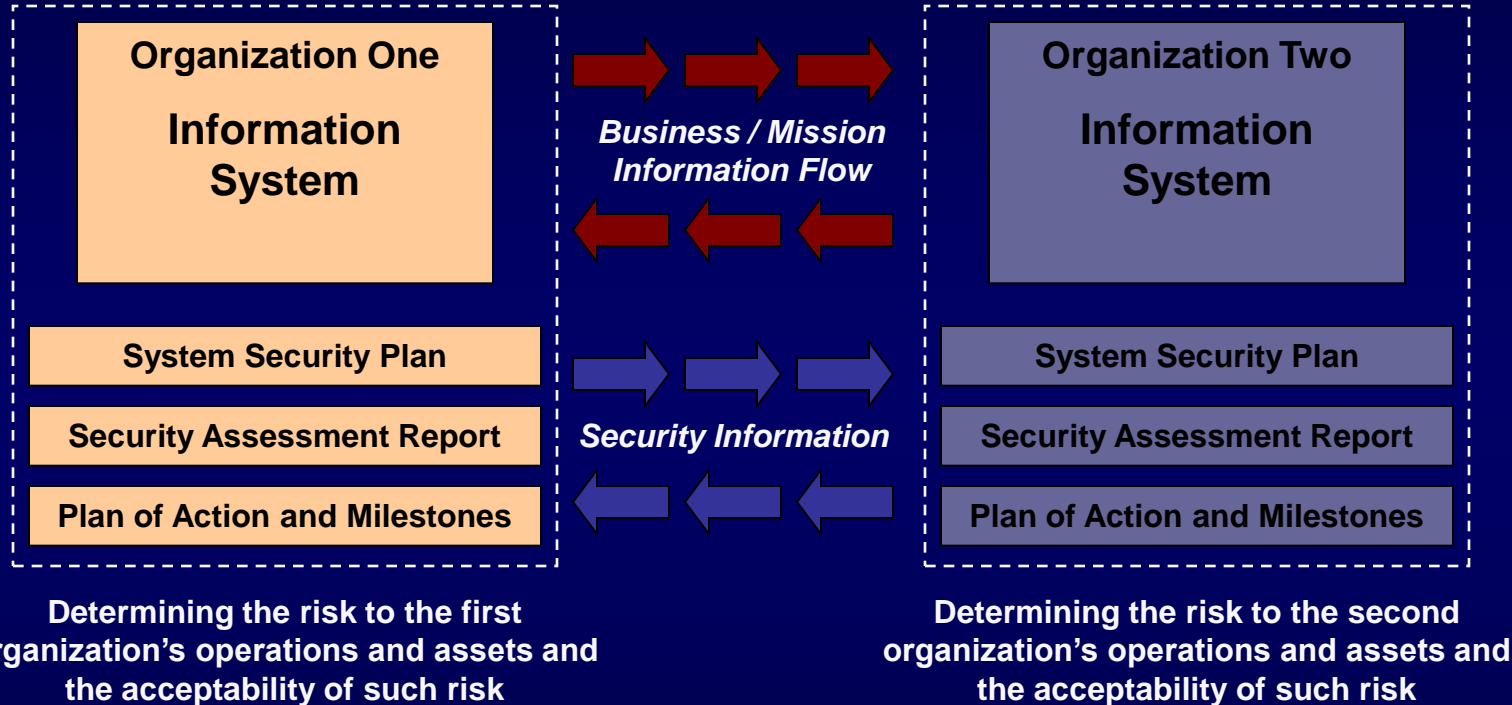 Organization One
Information
System
Business / Mission
Information Flow
Organization Two
Information
System
System Security Plan
Security Assessment Report
Plan of Action and Milestones
Security Information
System Security Plan
Security Assessment Report
Plan of Action and Milestones
Determining the risk to the first
rganization’s operations and assets and
the acceptability of such risk
Determining the risk to the second
organization’s operations and assets and
the acceptability of such risk